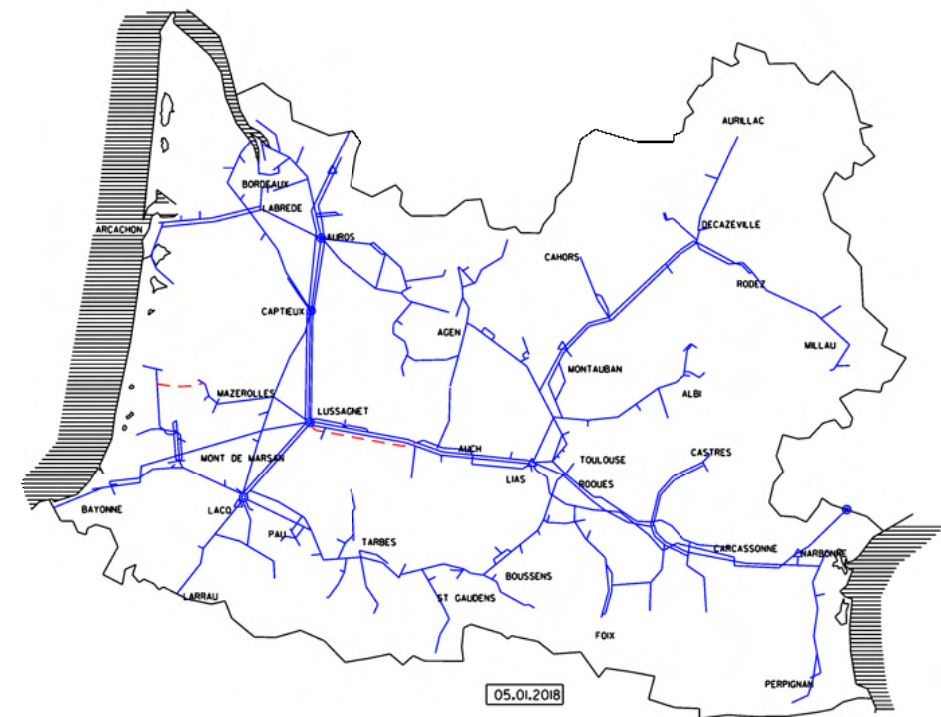 AURILLAC
BORDEAUX
LABREDE
DECAZEVILLE
ARCACHON
AUROS
CAHORS
RODEZ
CAPTIEUX
AGEN
MILLAU
MONTAUBAN
MAZEROLLES
ALBI
LUSSAGNET
AUCH
CASTRES
MONT DE MARSAN
TOULOUSE
LIAS
ROQUES
BAYONNE
LACQ
PAU
TARBES
CARCASSONNE
NARBONNE
BOUSSENS
LARRAU
ST GAUDENS
FOIX
PERPIGNAN
05.01.2018